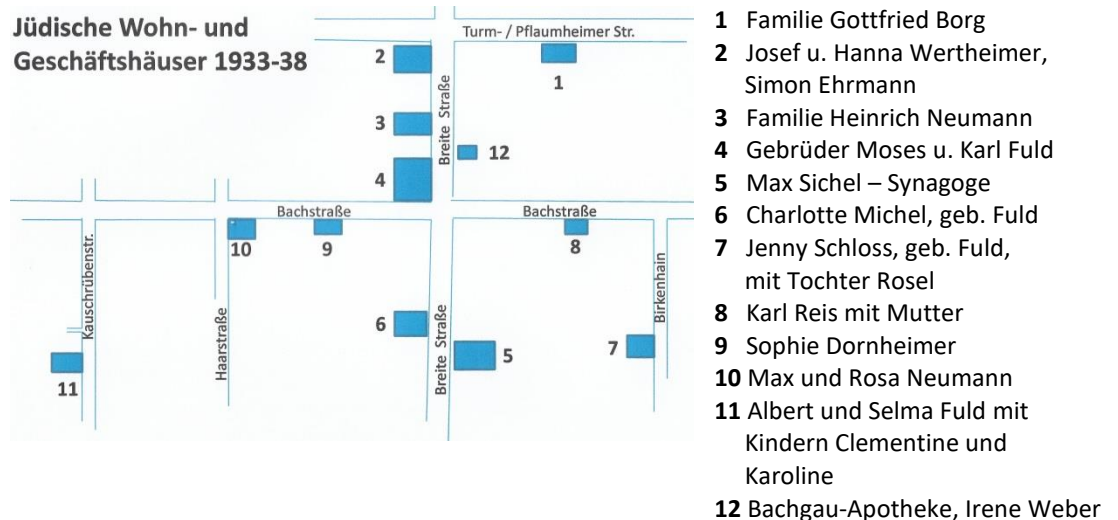 Jüdische Wohn- und
Geschäftshäuser 1933-38
Turm- / Pflaumheimer Str.
2
1
Breite Straße
3
12
4
Bachstraße
Bachstraße
10
9
8
Kauschrübenstr.
Haarstraße
Birkenhain
6
Breite Straße
5
7
11
1 Familie Gottfried Borg
2 Josef u. Hanna Wertheimer,
Simon Ehrmann
3 Familie Heinrich Neumann
4 Gebrüder Moses u. Karl Fuld
5 Max Sichel – Synagoge
6 Charlotte Michel, geb. Fuld
7 Jenny Schloss, geb. Fuld,
mit Tochter Rosel
8 Karl Reis mit Mutter
9 Sophie Dornheimer
10 Max und Rosa Neumann
11 Albert und Selma Fuld mit
Kindern Clementine und
Karoline
12 Bachgau-Apotheke, Irene Weber